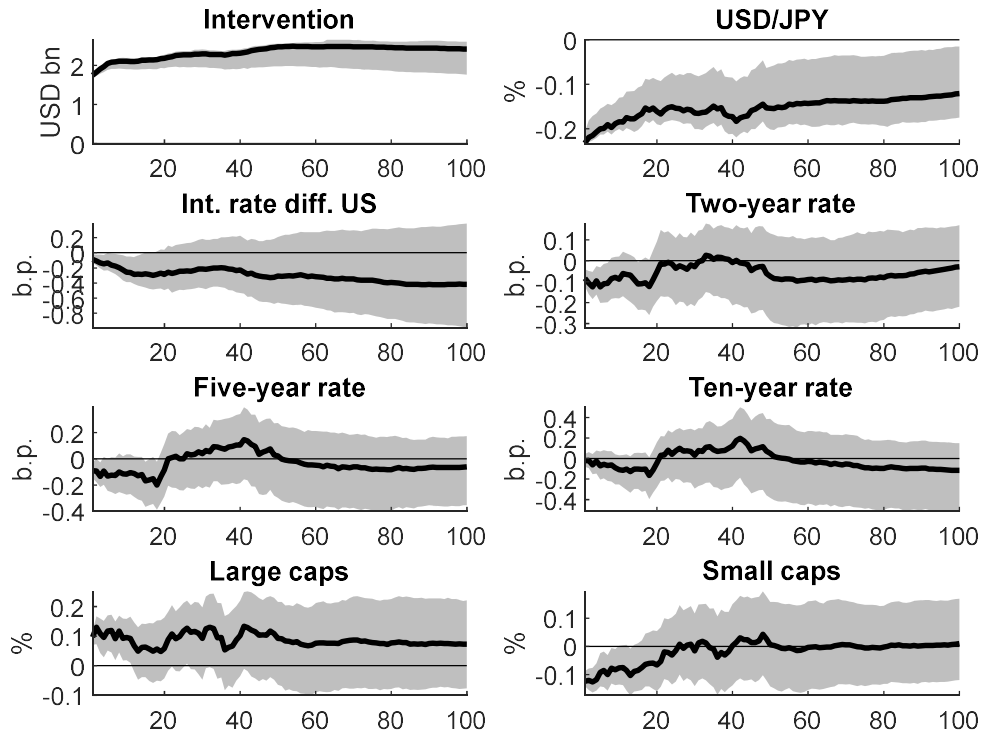 Intervention
USD bn
2
1
0
20 40 60 80 100
USD/JPY
%
0
-0.1
-0.2
20 40 60 80 100
Int. rate diff. US
b.p.
0.2
0
-0.2
-0.4
-0.6
-0.8
20 40 60 80 100
Two-year rate
b.p.
0.1
0
-0.1
-0.2
-0.3
20 40 60 80 100
Five-year rate
b.p.
0.2
0
-0.2
-0.4
20 40 60 80 100
Ten-year rate
b.p.
0.4
0.2
0
-0.2
-0.4
20 40 60 80 100
Large caps
%
0.2
0.1
0
-0.1
20 40 60 80 100
Small caps
%
0.1
0
-0.1
20 40 60 80 100